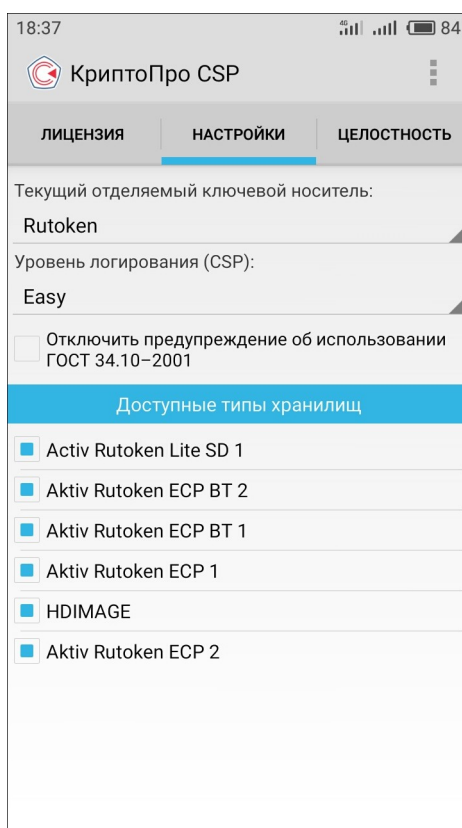 18:37
4G
84
КриптоПро CSP
ЛИЦЕНЗИЯ
НАСТРОЙКИ
ЦЕЛОСТНОСТЬ
Текущий отделяемый ключевой носитель:
Rutoken
Уровень логирования (CSP):
Easy
Отключить предупреждение об использовании
ГОСТ 34.10–2001
Доступные типы хранилищ
Activ Rutoken Lite SD 1
Aktiv Rutoken ECP BT 2
Aktiv Rutoken ECP BT 1
Aktiv Rutoken ECP 1
HDIMAGE
Aktiv Rutoken ECP 2